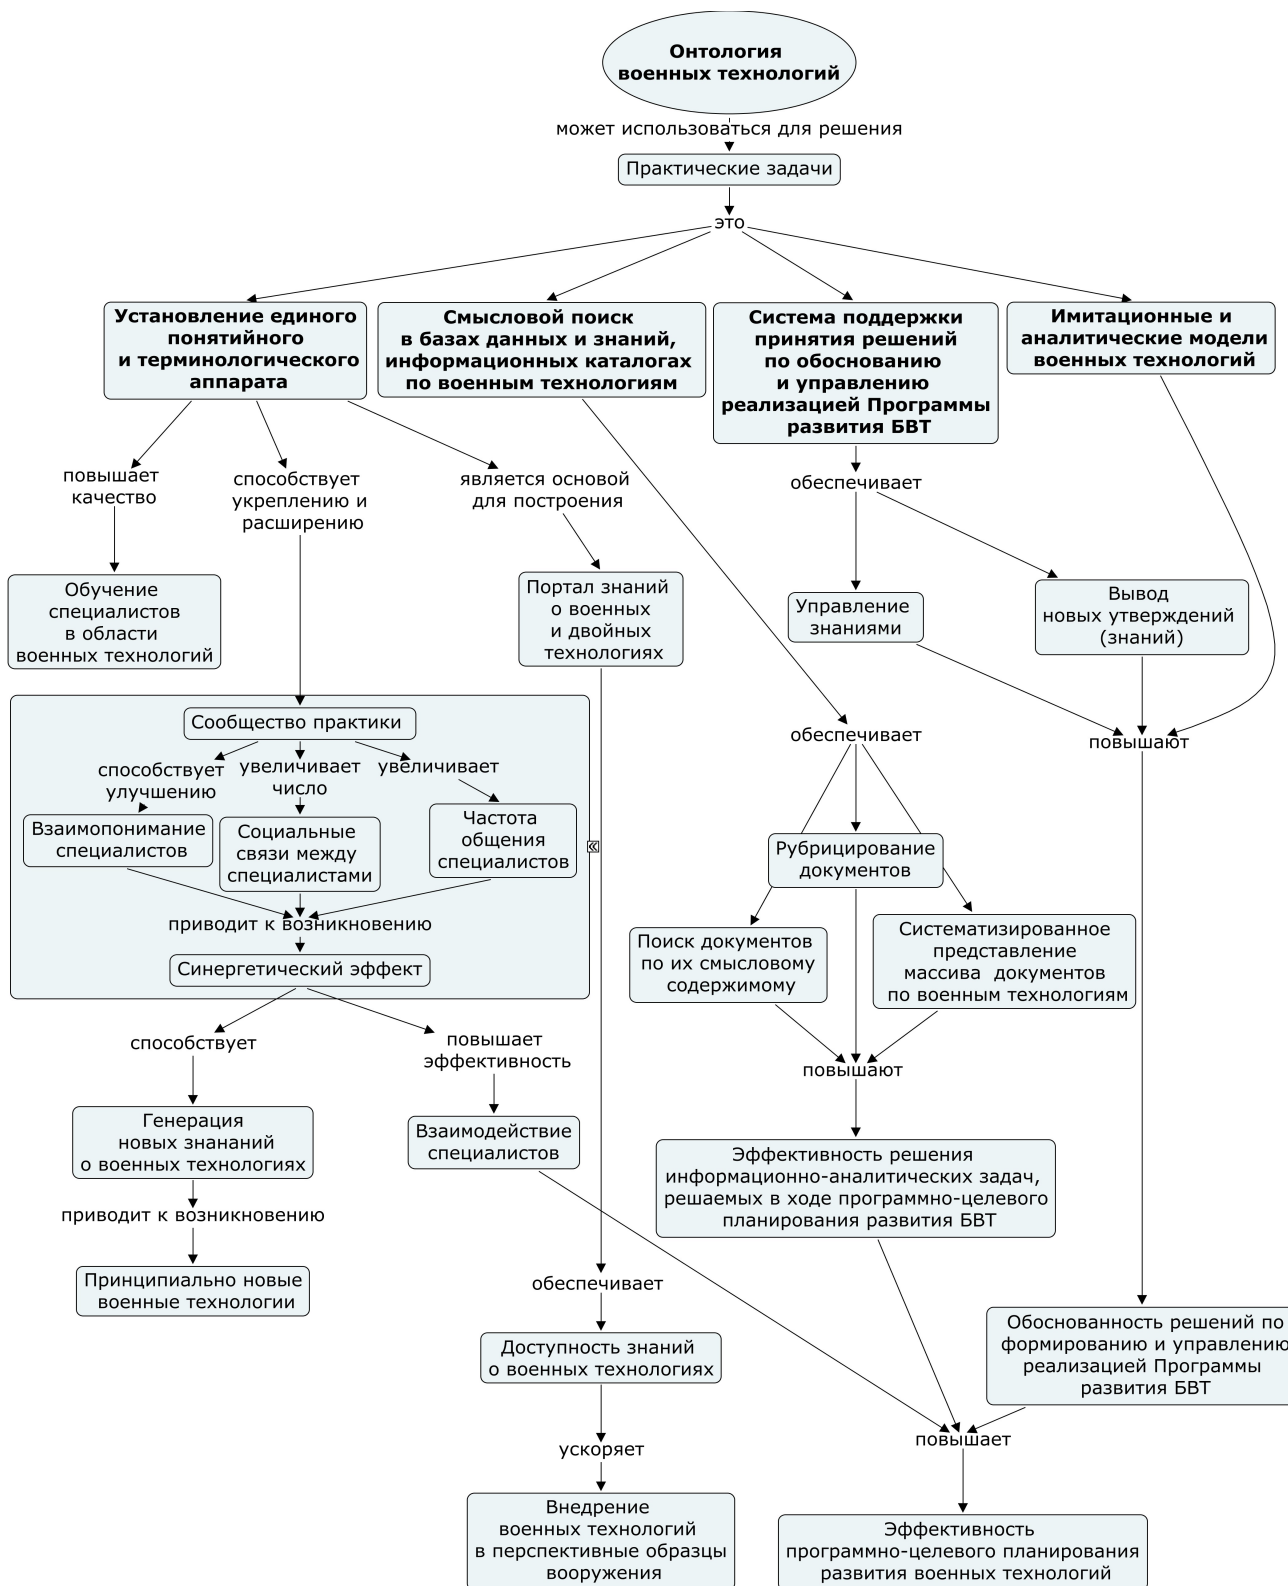 Онтология
военных технологий
может использоваться для решения
Практические задачи
это
Установление единого
понятийного
и терминологического
аппарата
Смысловой поиск
в базах данных и знаний,
информационных каталогах
по военным технологиям
Система поддержки
принятия решений
по обоснованию
и управлению
реализацией Программы
развития БВТ
Имитационные и
аналитические модели
военных технологий
повышает
качество
способствует
укреплению и
расширению
является основой
для построения
обеспечивает
Обучение
специалистов
в области
военных технологий
Портал знаний
о военных
и двойных
технологиях
Управление
знаниями
Вывод
новых утверждений
(знаний)
Сообщество практики
способствует
улучшению
увеличивает
число
увеличивает
обеспечивает
повышают
Взаимопонимание
специалистов
Социальные
связи между
специалистами
Частота
общения
специалистов
Рубрицирование
документов
приводит к возникновению
Синергетический эффект
Поиск документов
по их смысловому
содержимому
Систематизированное
представление
массива документов
по военным технологиям
способствует
повышает
эффективность
повышают
Генерация
новых знананий
о военных технологиях
Взаимодействие
специалистов
Эффективность решения
информационно-аналитических задач,
решаемых в ходе программно-целевого
планирования развития БВТ
приводит к возникновению
Принципиально новые
военные технологии
обеспечивает
Доступность знаний
о военных технологиях
Обоснованность решений по
формированию и управлению
реализацией Программы
развития БВТ
ускоряет
повышает
Внедрение
военных технологий
в перспективные образцы
вооружения
Эффективность
программно-целевого планирования
развития военных технологий